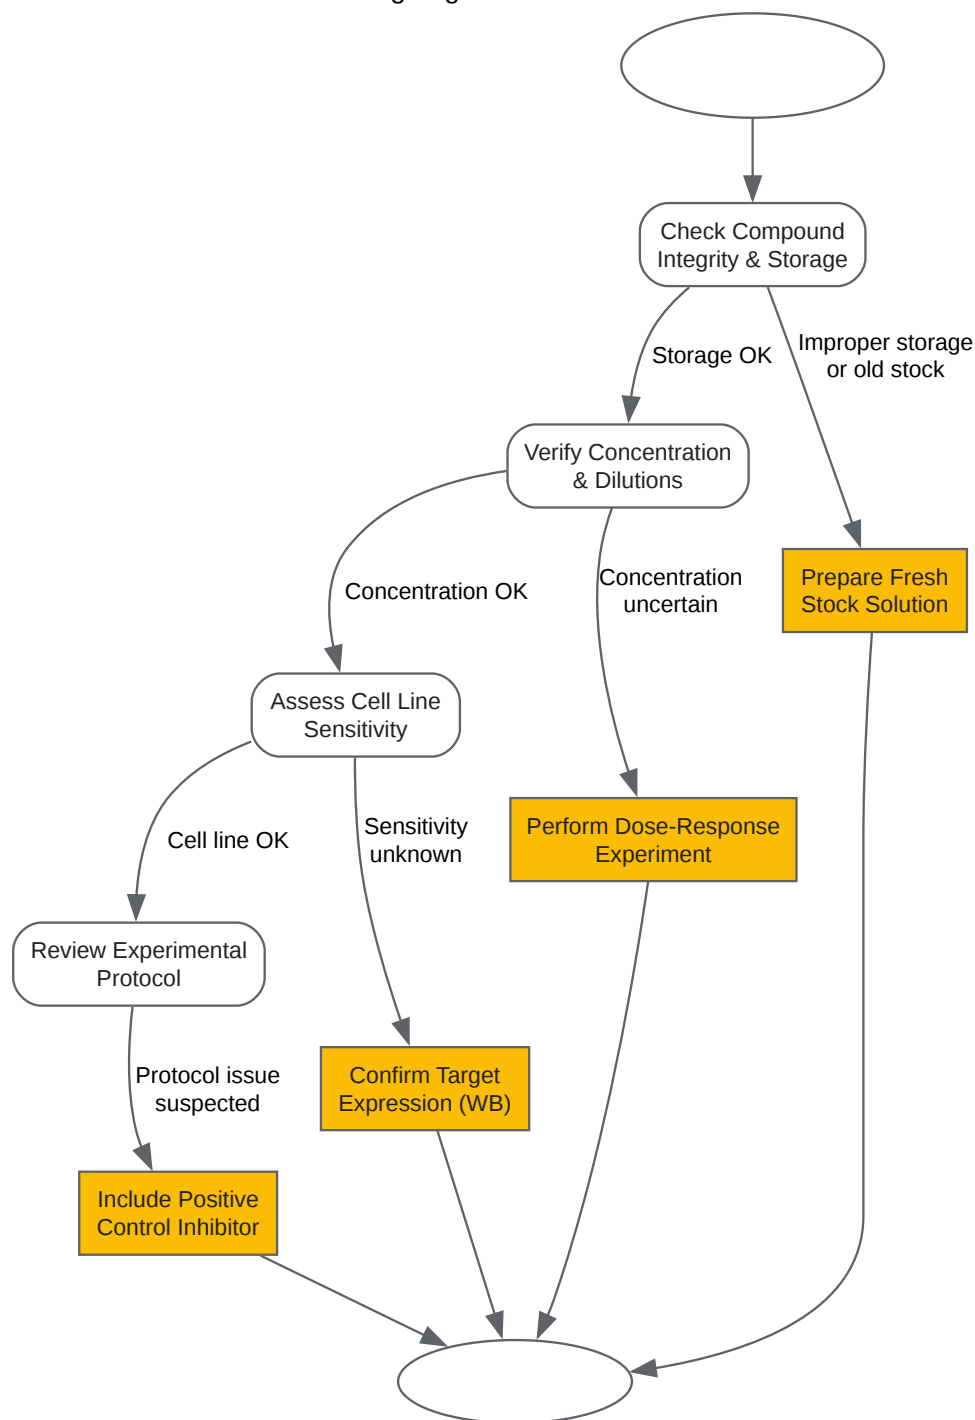 Check Compound
Integrity & Storage
Storage OK
Improper storage
or old stock
Verify Concentration
& Dilutions
Concentration OK
Concentration
uncertain
Prepare Fresh
Stock Solution
Assess Cell Line
Sensitivity
Cell line OK
Sensitivity
unknown
Perform Dose-Response
Experiment
Review Experimental
Protocol
Protocol issue
suspected
Confirm Target
Expression (WB)
Include Positive
Control Inhibitor